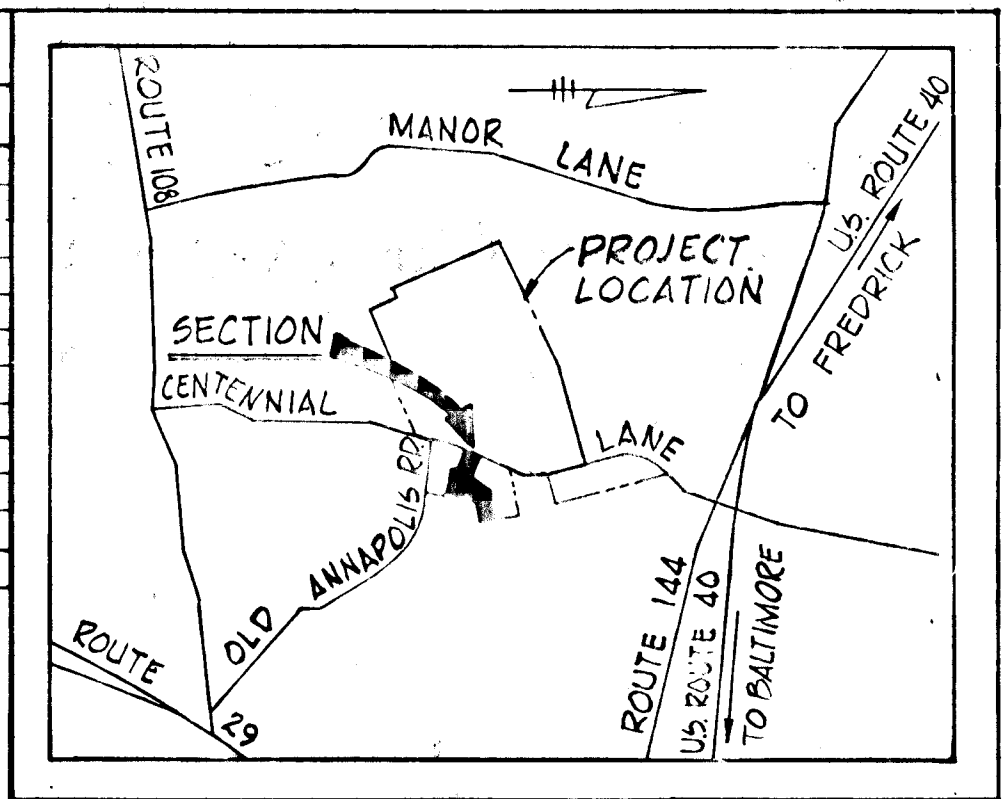 ROUTE 108
MANOR LANE
U.S. ROUTE 40
TO FREDRICK
PROJECT
LOCATION
SECTION
CENTENNIAL LANE
OLD ANNAPOLIS RD.
ROUTE 29
ROUTE 144
U.S. ROUTE 40
TO BALTIMORE